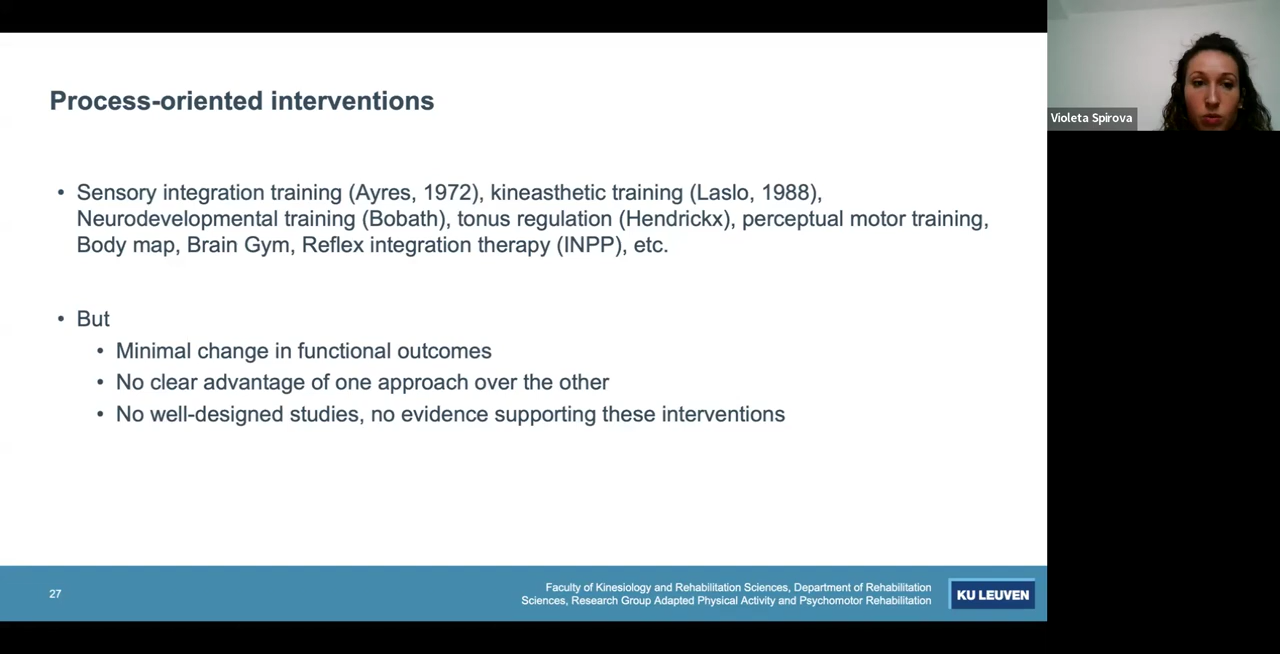 Process-oriented interventions
Violeta Spirova
• Sensory integration training (Ayres, 1972), kineasthetic training (Laslo, 1988),
Neurodevelopmental training (Bobath), tonus regulation (Hendrickx), perceptual motor training,
Body map, Brain Gym, Reflex integration therapy (INPP), etc.
• But
• Minimal change in functional outcomes
• No clear advantage of one approach over the other
• No well-designed studies, no evidence supporting these interventions
27
Faculty of Kinesiology and Rehabilitation Sciences, Department of Rehabilitation
Sciences, Research Group Adapted Physical Activity and Psychomotor Rehabilitation
KU LEUVEN